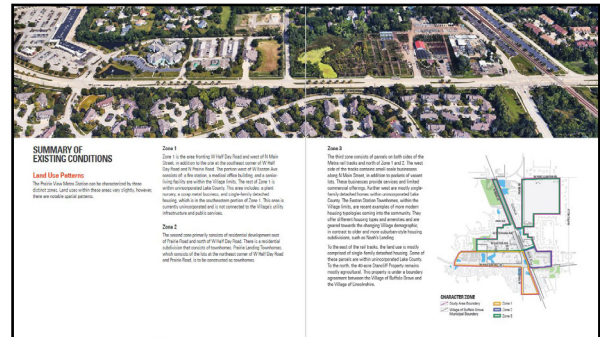 SUMMARY OF
EXISTING CONDITIONS
Land Use Patterns
The Prairie View Metra Station can be characterized by three
distinct zones. Land uses within these areas vary slightly, however,
there are notable spatial patterns.
Zone 1
Zone 1 is the area fronting W Half Day Road and west of N Main
Street, in addition to the site at the southeast corner of W Half
Day Road and N Prairie Road. The portion west of W Easton Ave
consists of: a fire station, a medical office building, and a senior
living facility are within the Village limits. The rest of Zone 1 is
within unincorporated Lake County. This area includes: a plant
nursery, a scrap metal business, and single-family detached
housing, which is in the southeastern portion of Zone 1. This area is
currently unincorporated and is not connected to the Village's utility
infrastructure and public services.
Zone 2
The second zone primarily consists of residential development east
of Prairie Road and north of W Half Day Road. There is a residential
subdivision that consists of townhomes. Prairie Landing Townhomes,
which consists of the lots at the northeast corner of W Half Day Road
and Prairie Road, is to be constructed as townhomes.
Zone 3
The third zone consists of parcels on both sides of the
Metra rail tracks and north of Zone 1 and 2. The west
side of the tracks contains small-scale businesses
along N Main Street, in addition to pockets of vacant
lots. These businesses provide services and limited
commercial offerings. Further west are mostly single-
family detached homes within unincorporated Lake
County. The Easton Station Townhomes, within the
Village limits, are recent examples of more modern
housing typologies coming into the community. They
offer different housing types and amenities and are
geared towards the changing Village demographic,
in contrast to older and more suburban-style housing
subdivisions, such as Noah's Landing.
To the east of the rail tracks, the land use is mostly
comprised of single family detached housing. Some of
these parcels are within unincorporated Lake County.
To the north, the 40-acre Stancliff Property remains
mostly agricultural. This property is under a boundary
agreement between the Village of Buffalo Grove and
the Village of Lincolnshire.
CHARACTER ZONE
Study Area Boundary
Village of Buffalo Grove
Municipal Boundary
Zone 1
Zone 2
Zone 3